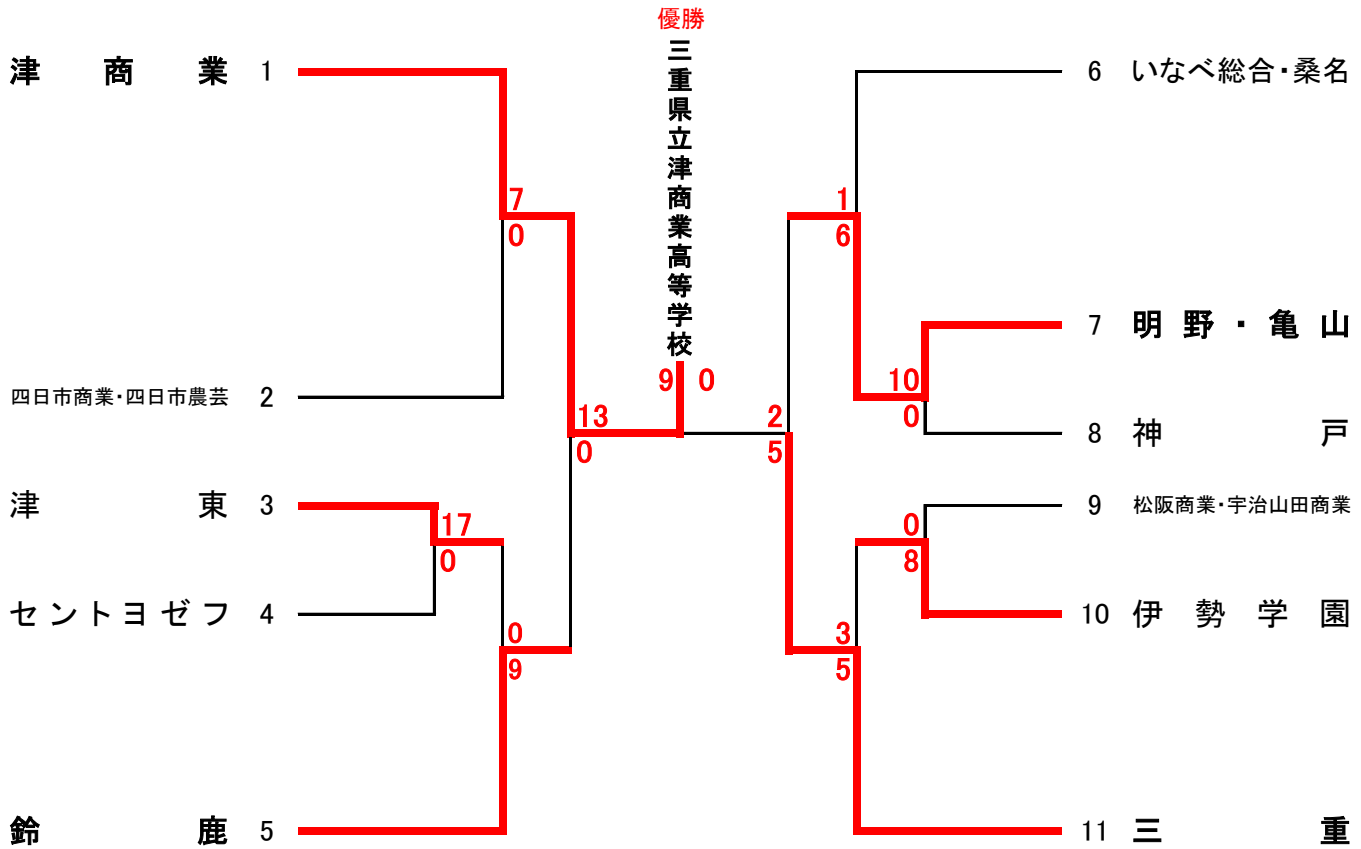 優勝
三重県立津商業高等学校
津商業 1
7
0
四日市商業・四日市農芸 2
13
0
津東 3
17
0
セントヨゼフ 4
0
9
鈴鹿 5
9 0
6 いなべ総合・桑名
1
6
7 明野・亀山
10
0
8 神戸
2
5
9 松阪商業・宇治山田商業
0
8
10 伊勢学園
3
5
11 三重